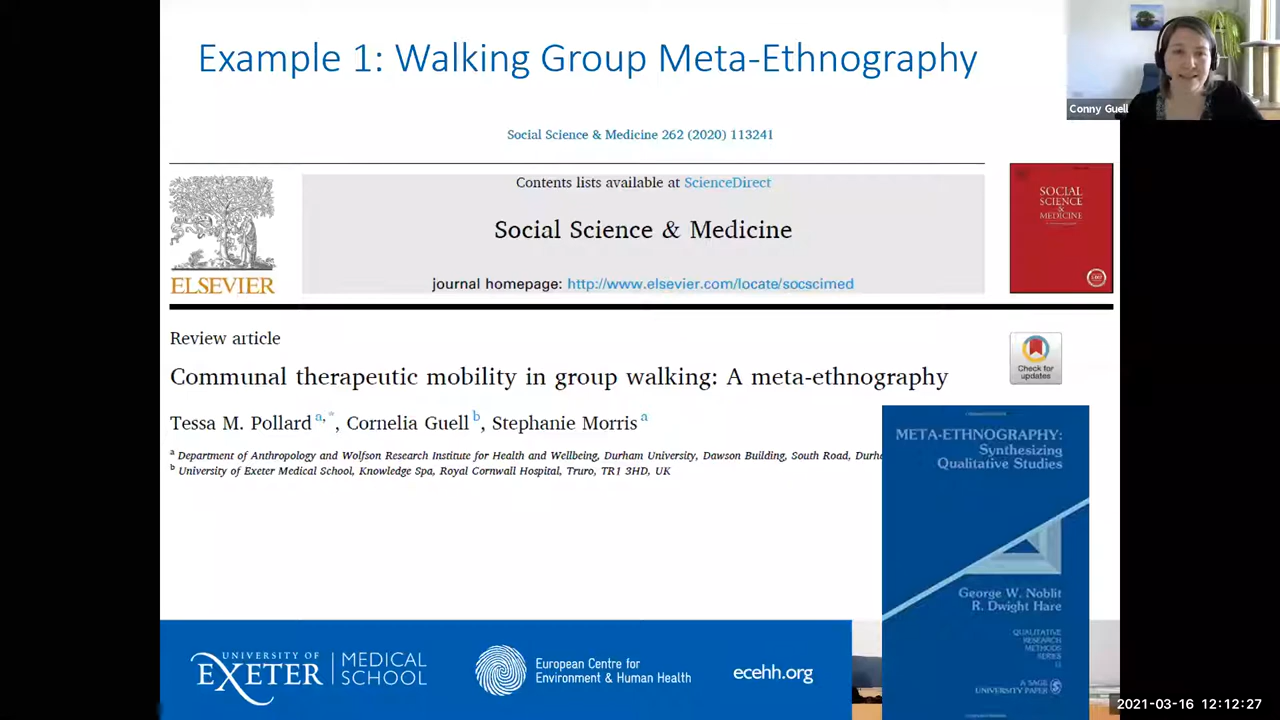 Example 1: Walking Group Meta-Ethnography
Conny Guell
Social Science & Medicine 262 (2020) 113241
Contents lists available at ScienceDirect
Social Science & Medicine
journal homepage: http://www.elsevier.com/locate/socscimed
ELSEVIER
SOCIAL
SCIENCE
&
MEDICINE
Review article
Check for
updates
Communal therapeutic mobility in group walking: A meta-ethnography
Tessa M. Pollard a,*, Cornelia Guell b, Stephanie Morris a
a Department of Anthropology and Wolfson Research Institute for Health and Wellbeing, Durham University, Dawson Building, South Road, Durh
b University of Exeter Medical School, Knowledge Spa, Royal Cornwall Hospital, Truro, TR1 3HD, UK
META-ETHNOGRAPHY:
Synthesizing
Qualitative Studies
George W. Noblit
R. Dwight Hare
QUALITATIVE
RESEARCH
METHODS
SERIES
11
A SAGE
UNIVERSITY PAPER
UNIVERSITY OF
EXETER
MEDICAL
SCHOOL
European Centre for
Environment & Human Health
ecehh.org
2021-03-16 12:12:27